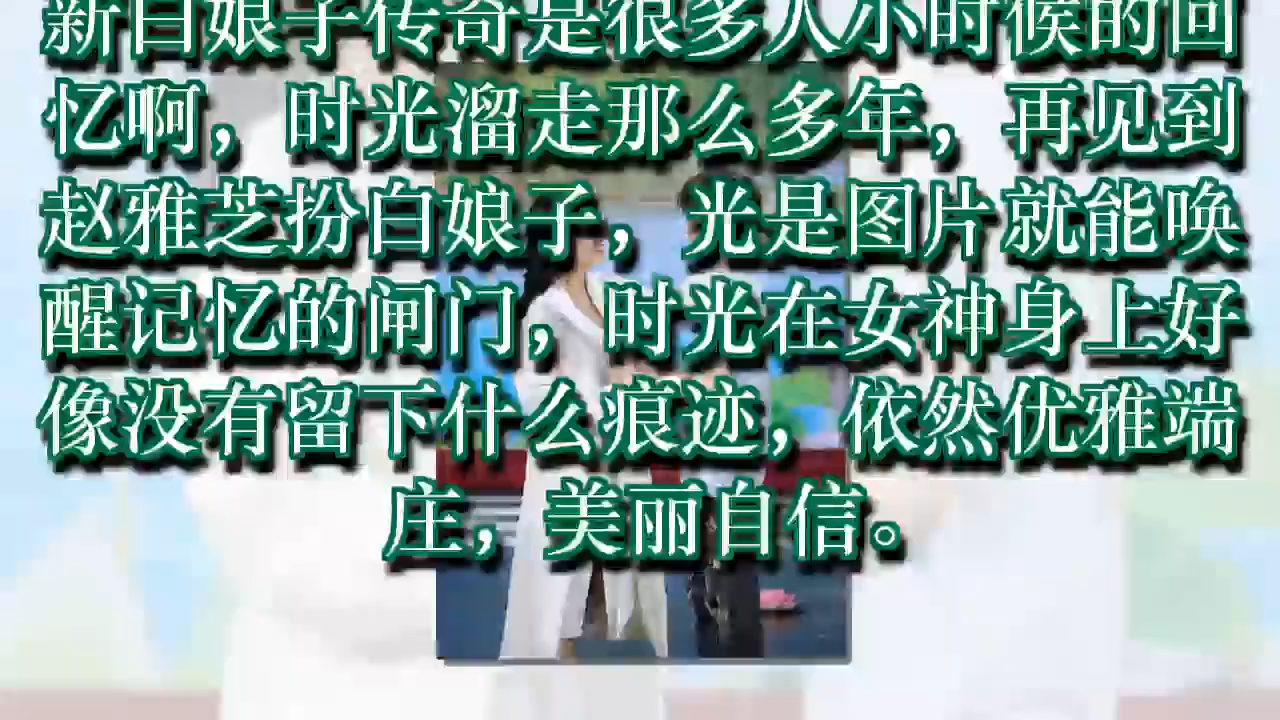 新白娘子传奇是很多人小时候的回
忆啊，时光溜走那么多年，再见到
赵雅芝扮白娘子，光是图片就能唤
醒记忆的闸门，时光在女神身上好
像没有留下什么痕迹，依然优雅端
庄，美丽自信。